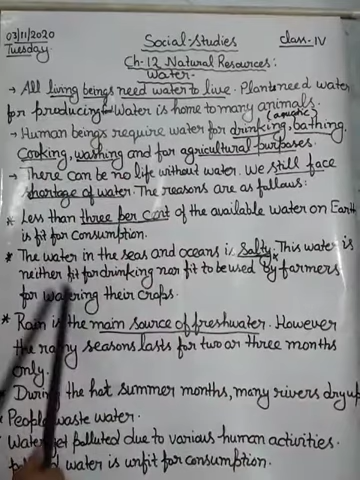 03/11/2020 Social-Studies class-IV
Tuesday
Ch-12 Natural Resources:
Water-
→ All living beings need water to live. Plants need water
for producing Water is home to many animals.
(aquatic)
→ Human beings require water for drinking, bathing,
Cooking, washing and for agricultural purposes.
→ There can be no life without water. We still face
shortage of water. The reasons are as follows:
* Less than three per cent of the available water on Earth
is fit for Consumption.
* The water in the seas and oceans is Salty. This water is
neither fit for drinking nor fit to be used by farmers
for watering their crops.
* Rain is the main source of freshwater. However
the rainy seasons lasts for two or three months
only.
During the hot summer months, many rivers dry up
People waste water.
Water get polluted due to various human activities.
water is unfit for consumption.